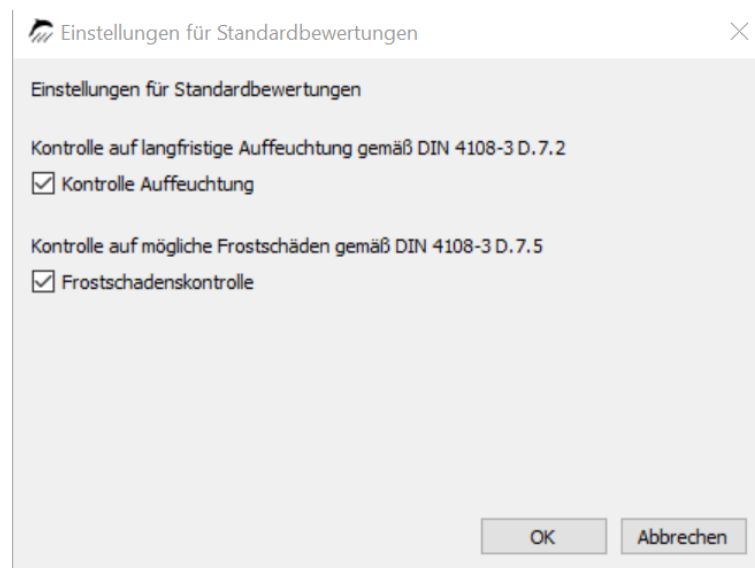 Einstellungen für Standardbewertungen
Einstellungen für Standardbewertungen
Kontrolle auf langfristige Auffeuchtung gemäß DIN 4108-3 D.7.2
Kontrolle Auffeuchtung
Kontrolle auf mögliche Frostschäden gemäß DIN 4108-3 D.7.5
Frostschadenskontrolle
OK Abbrechen